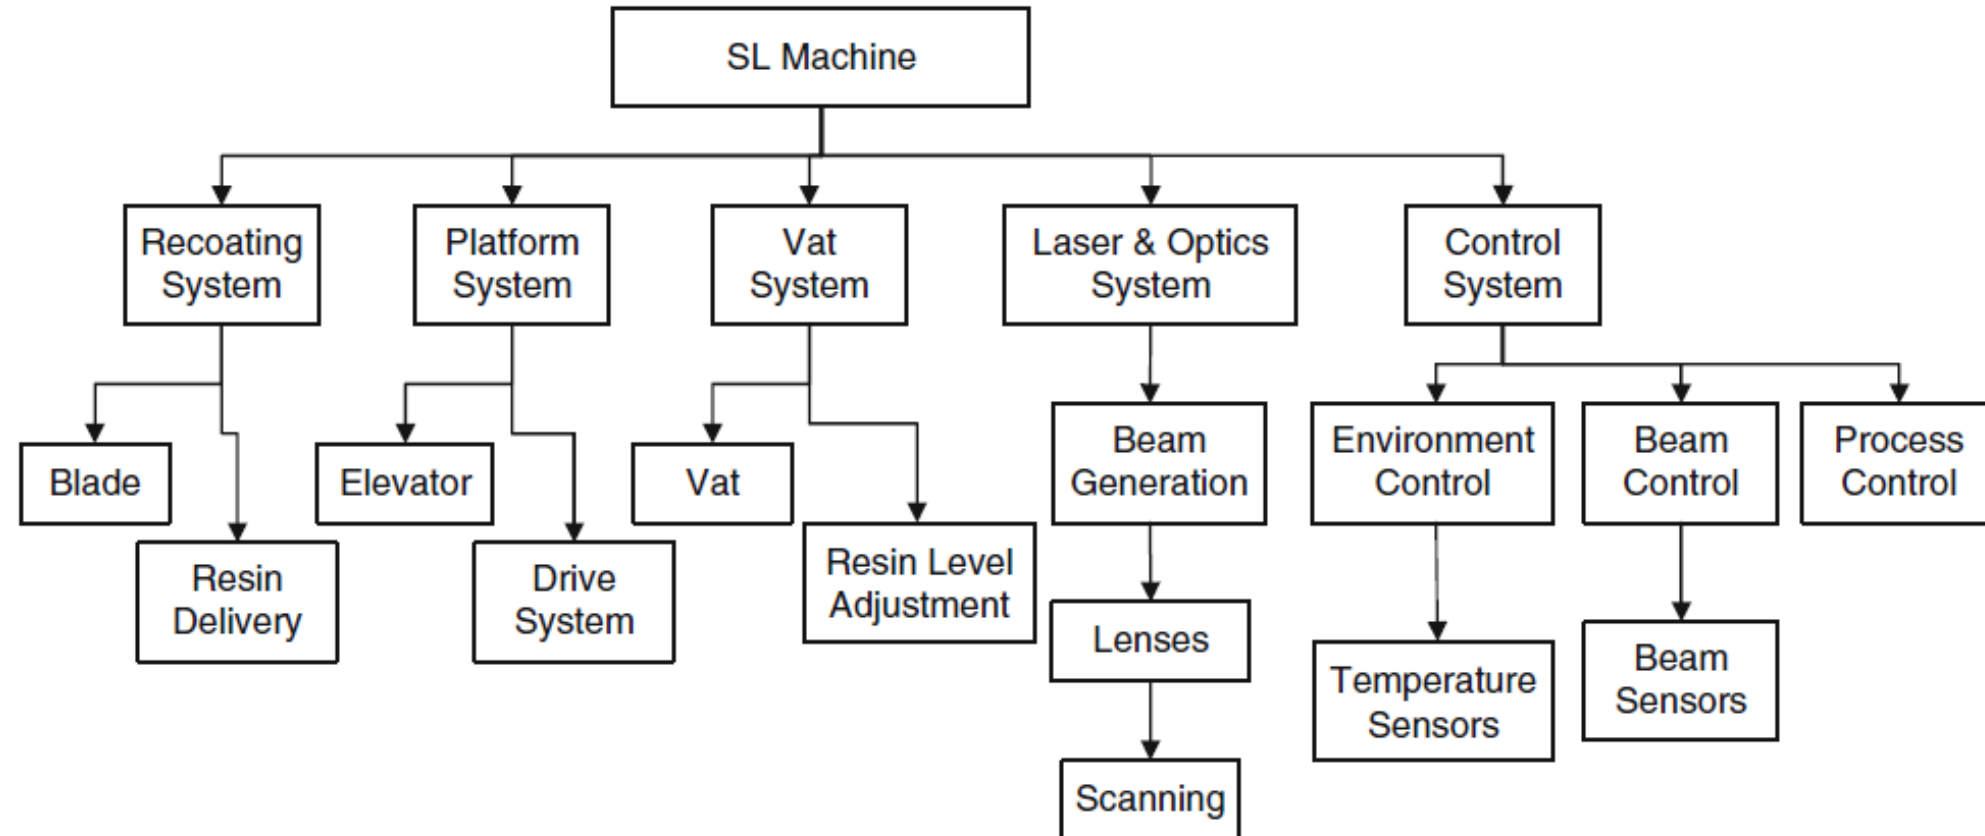 SL Machine
Recoating
System
Platform
System
Vat
System
Laser & Optics
System
Control
System
Blade
Resin
Delivery
Elevator
Drive
System
Vat
Resin Level
Adjustment
Beam
Generation
Lenses
Scanning
Environment
Control
Temperature
Sensors
Beam
Control
Beam
Sensors
Process
Control